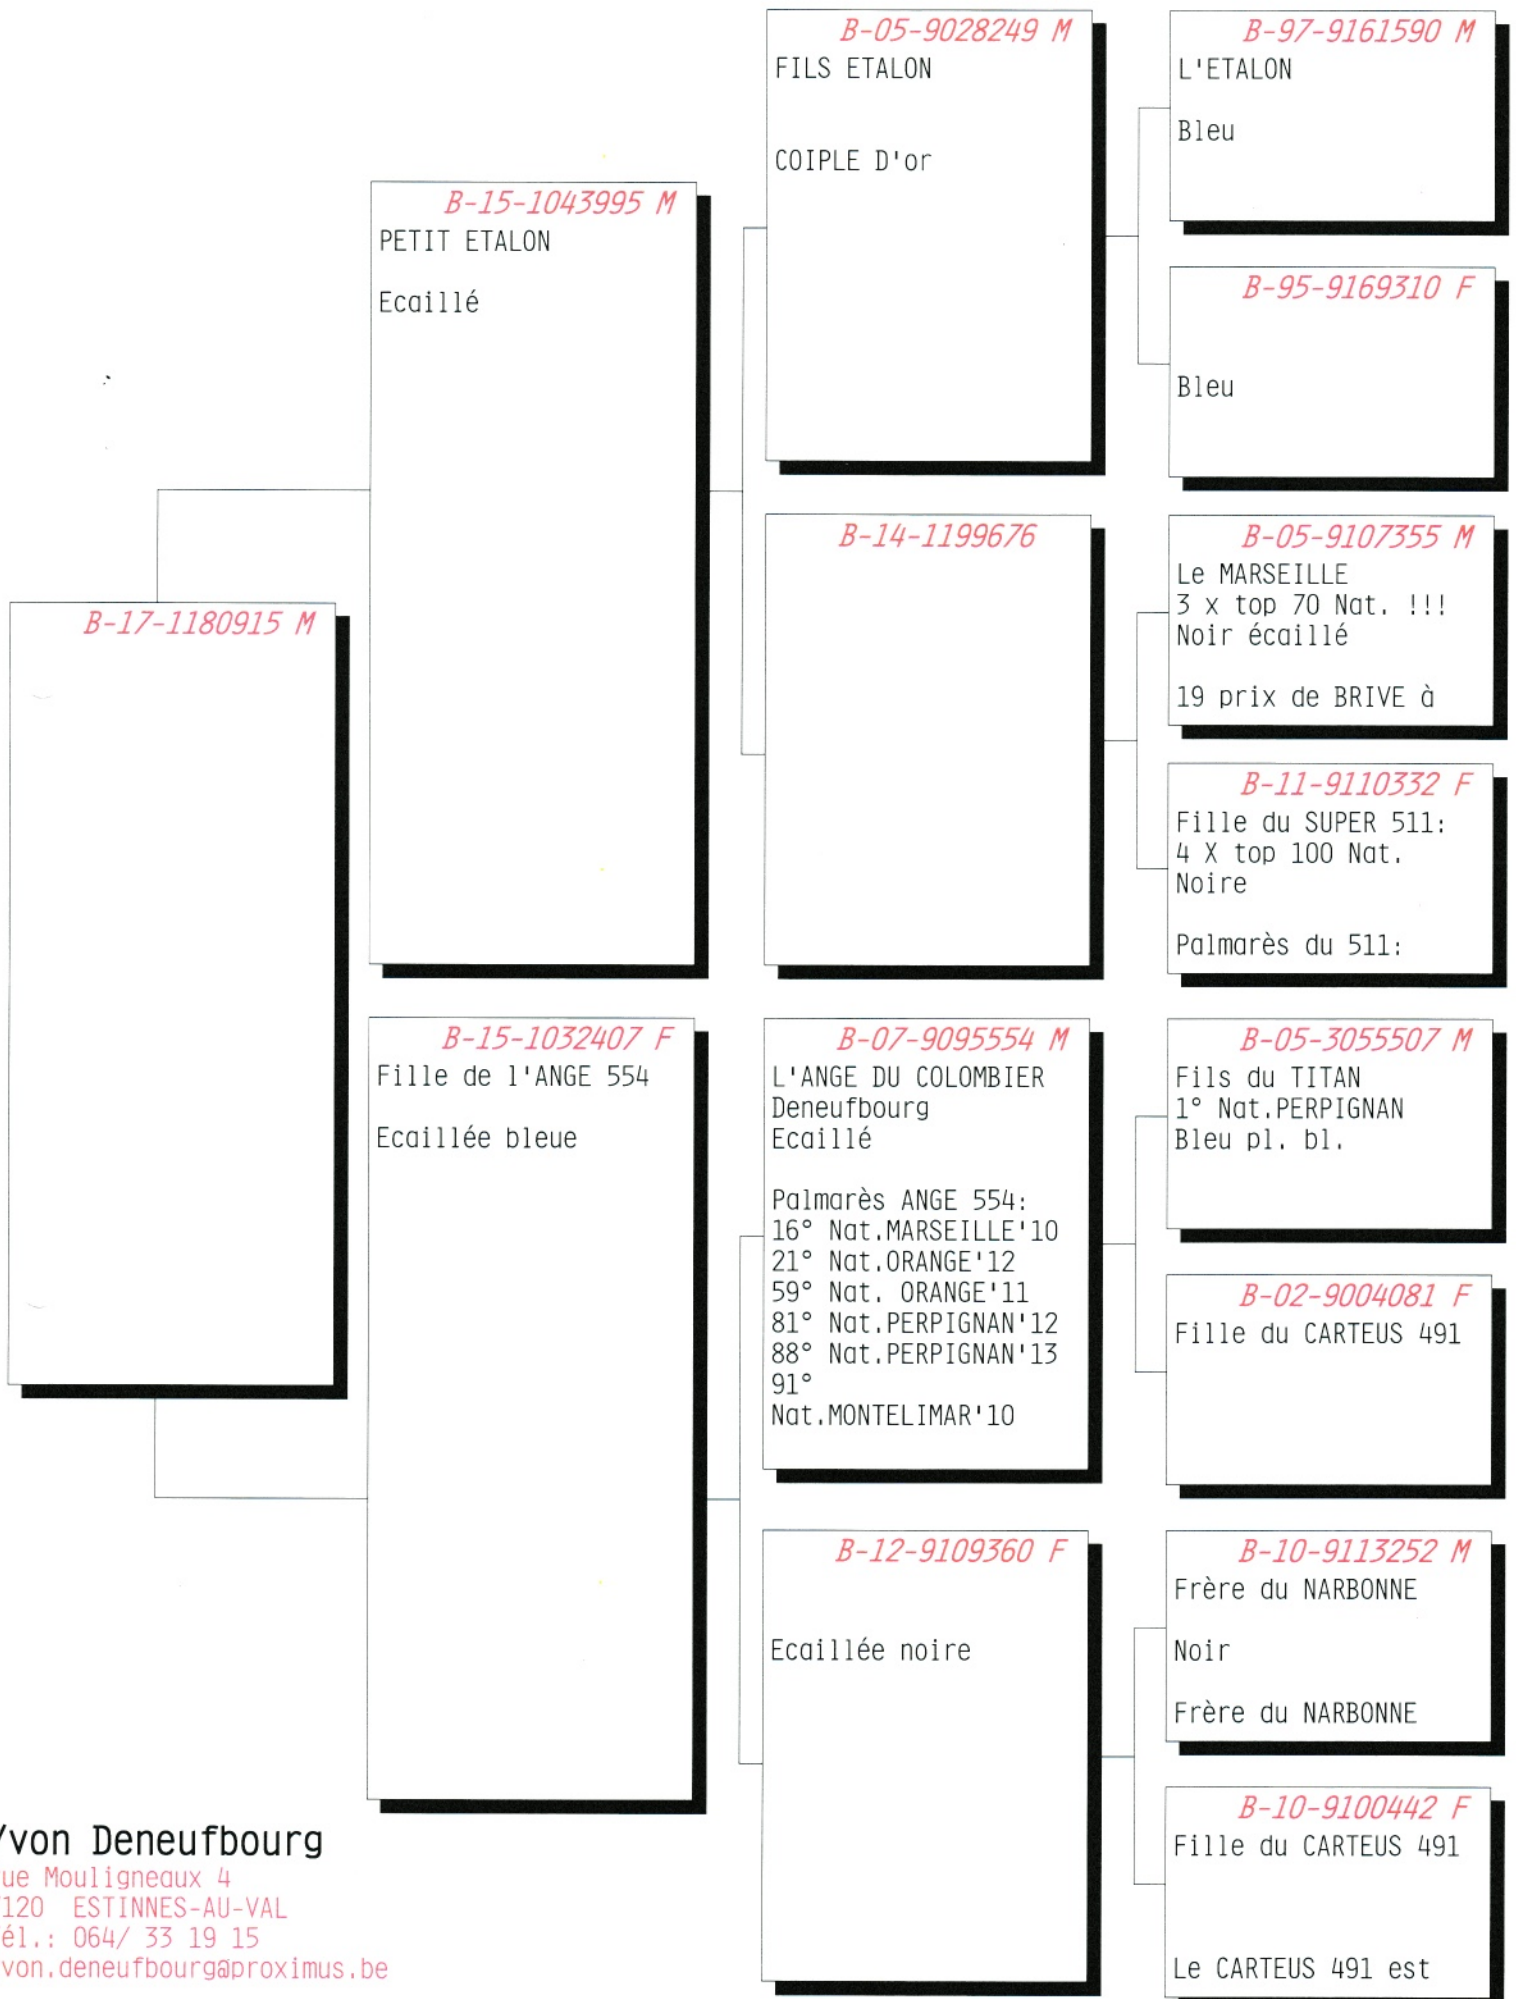 B-17-1180915 M
B-15-1043995 M
PETIT ETALON
Ecaillé
B-15-1032407 F
Fille de l'ANGE 554
Ecaillée bleue
B-05-9028249 M
FILS ETALON
COIPLE D'or
B-14-1199676
B-07-9095554 M
L'ANGE DU COLOMBIER
Deneufbourg
Ecaillé
Palmarès ANGE 554:
16° Nat.MARSEILLE'10
21° Nat.ORANGE'12
59° Nat. ORANGE'11
81° Nat.PERPIGNAN'12
88° Nat.PERPIGNAN'13
91°
Nat.MONTELIMAR'10
B-12-9109360 F
Ecaillée noire
B-97-9161590 M
L'ETALON
Bleu
B-95-9169310 F
Bleu
B-05-9107355 M
Le MARSEILLE
3 x top 70 Nat. !!!
Noir écaillé
19 prix de BRIVE à
B-11-9110332 F
Fille du SUPER 511:
4 X top 100 Nat.
Noire
Palmarès du 511:
B-05-3055507 M
Fils du TITAN
1° Nat.PERPIGNAN
Bleu pl. bl.
B-02-9004081 F
Fille du CARTEUS 491
B-10-9113252 M
Frère du NARBONNE
Noir
Frère du NARBONNE
B-10-9100442 F
Fille du CARTEUS 491
Le CARTEUS 491 est
Yvon Deneufbourg
ue Mouligneaux 4
120 ESTINNES-AU-VAL
él.: 064/ 33 19 15
von.deneufbourg@proximus.be